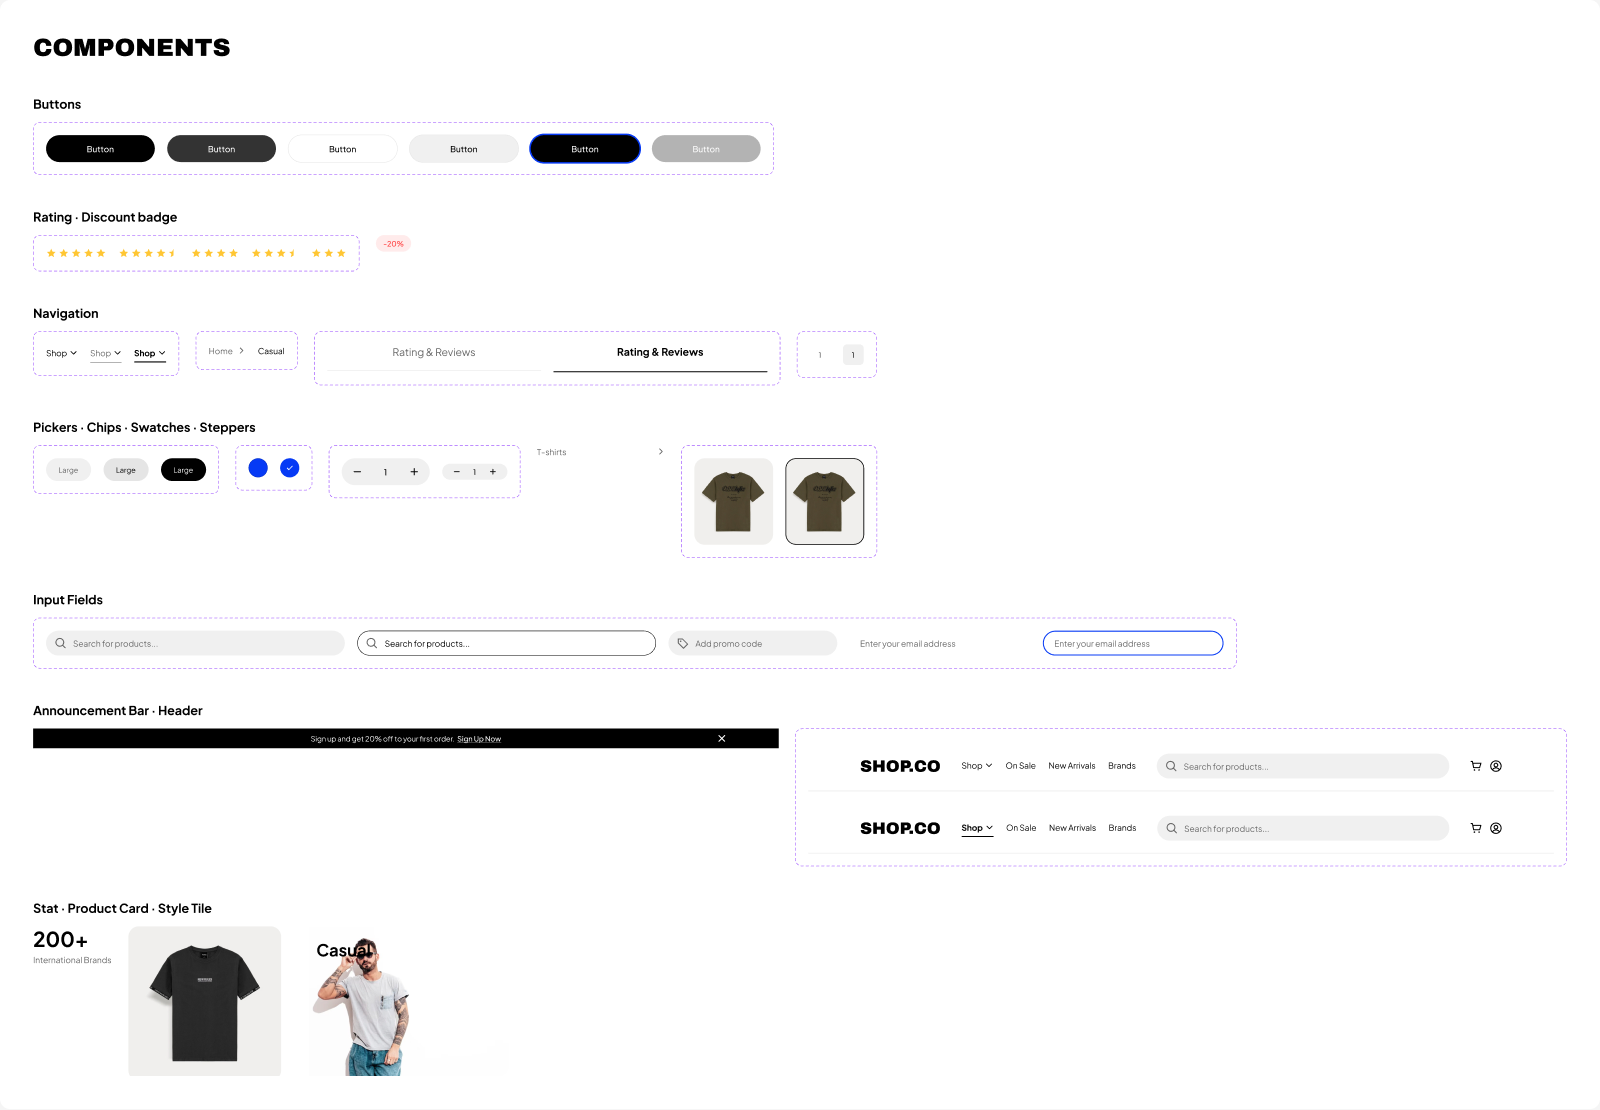 COMPONENTS
Buttons
Button Button Button Button Button Button
Rating · Discount badge
-20%
Navigation
Shop Shop Shop Home Casual Rating & Reviews Rating & Reviews 1 1
Pickers · Chips · Swatches · Steppers
Large Large Large 1 1 T-shirts
Input Fields
Search for products... Search for products... Add promo code Enter your email address Enter your email address
Announcement Bar · Header
Sign up and get 20% off to your first order. Sign Up Now
SHOP.CO Shop On Sale New Arrivals Brands Search for products...
SHOP.CO Shop On Sale New Arrivals Brands Search for products...
Stat · Product Card · Style Tile
200+
International Brands
Casual